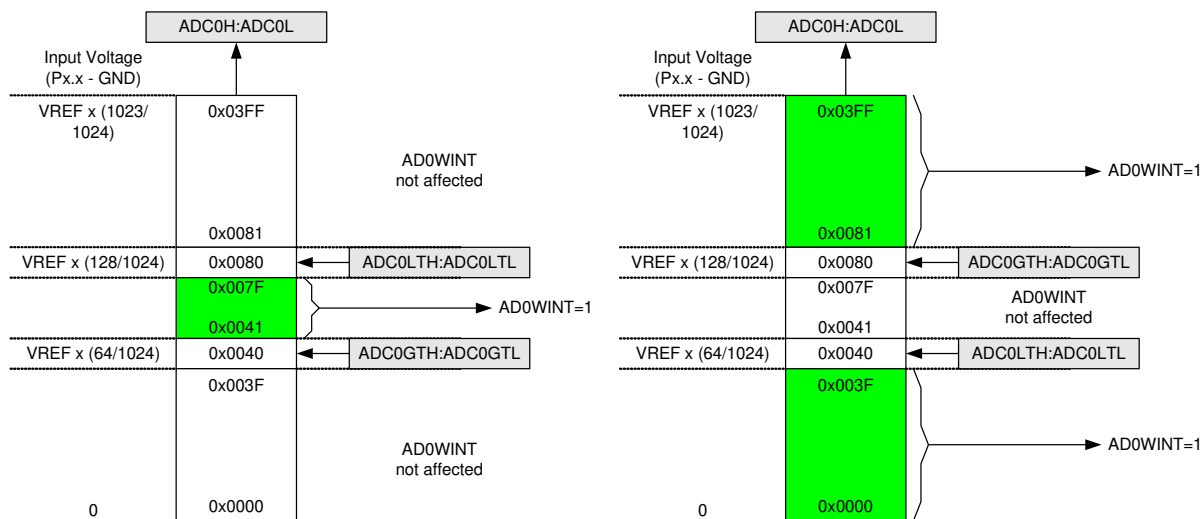 ADC0H:ADC0L
Input Voltage
(Px.x - GND)
VREF x (1023/
1024)
0x03FF
AD0WINT
not affected
0x0081
VREF x (128/1024)
0x0080
ADC0LTH:ADC0LTL
0x007F
AD0WINT=1
0x0041
VREF x (64/1024)
0x0040
ADC0GTH:ADC0GTL
0x003F
AD0WINT
not affected
0
0x0000
ADC0H:ADC0L
Input Voltage
(Px.x - GND)
VREF x (1023/
1024)
0x03FF
AD0WINT=1
0x0081
VREF x (128/1024)
0x0080
ADC0GTH:ADC0GTL
0x007F
AD0WINT
not affected
0x0041
VREF x (64/1024)
0x0040
ADC0LTH:ADC0LTL
0x003F
AD0WINT=1
0
0x0000